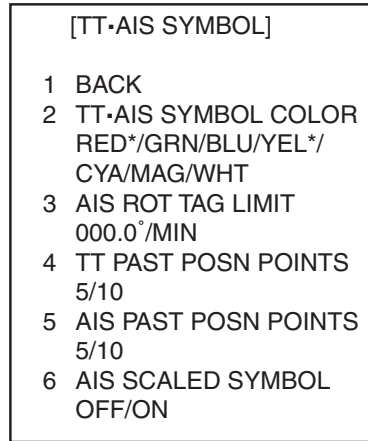 [TT▪AIS SYMBOL]
1 BACK
2 TT▪AIS SYMBOL COLOR
RED*/GRN/BLU/YEL*/
CYA/MAG/WHT
3 AIS ROT TAG LIMIT
000.0°/MIN
4 TT PAST POSN POINTS
5/10
5 AIS PAST POSN POINTS
5/10
6 AIS SCALED SYMBOL
OFF/ON